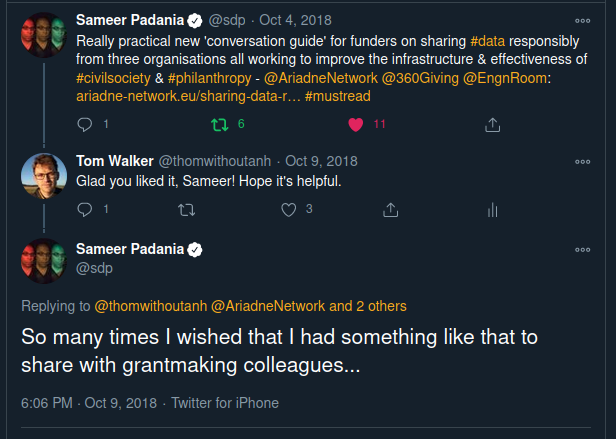 Sameer Padania @sdp · Oct 4, 2018
Really practical new 'conversation guide' for funders on sharing #data responsibly
from three organisations all working to improve the infrastructure & effectiveness of
#civilsociety & #philanthropy - @AriadneNetwork @360Giving @EngnRoom:
ariadne-network.eu/sharing-data-r... #mustread
1 6 11
Tom Walker @thomwithoutanh · Oct 9, 2018
Glad you liked it, Sameer! Hope it's helpful.
1 3
Sameer Padania
@sdp
Replying to @thomwithoutanh @AriadneNetwork and 2 others
So many times I wished that I had something like that to
share with grantmaking colleagues...
6:06 PM · Oct 9, 2018 · Twitter for iPhone